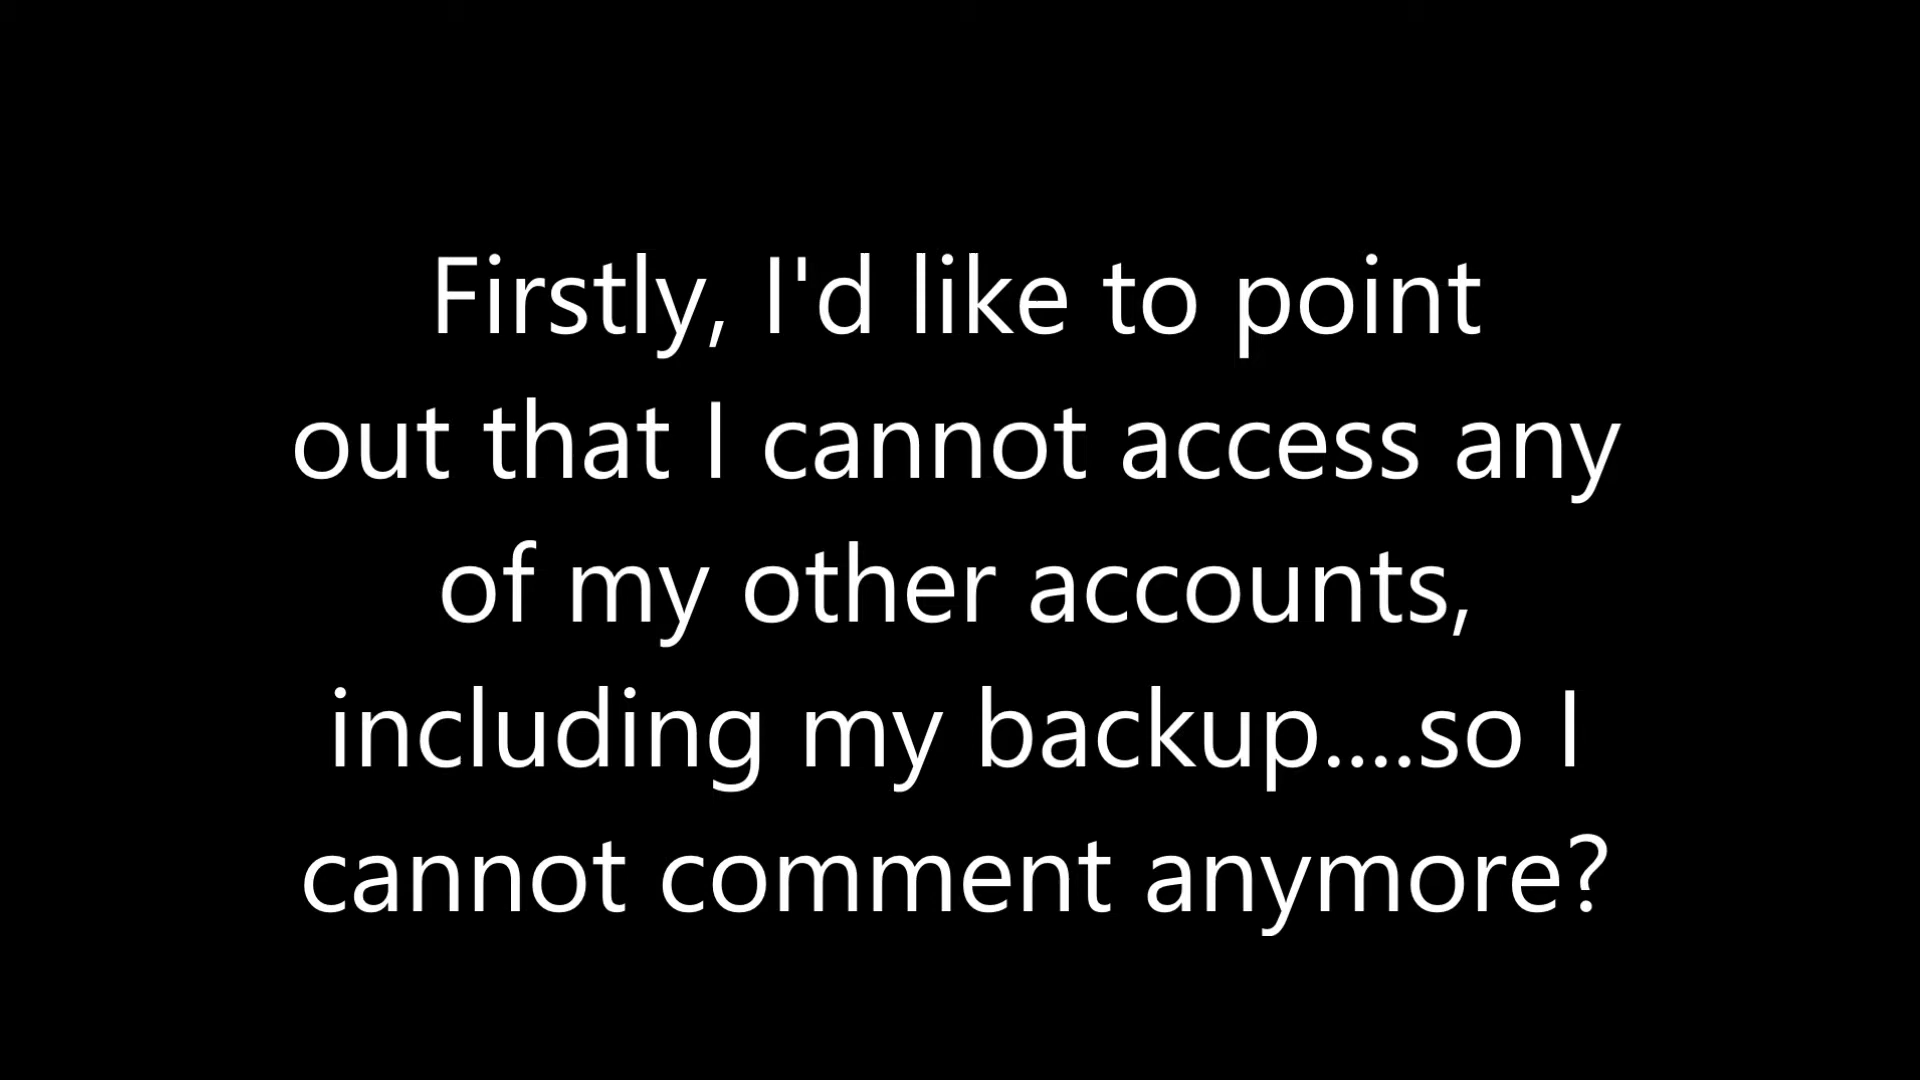 Firstly, I'd like to point
out that I cannot access any
of my other accounts,
including my backup....so I
cannot comment anymore?